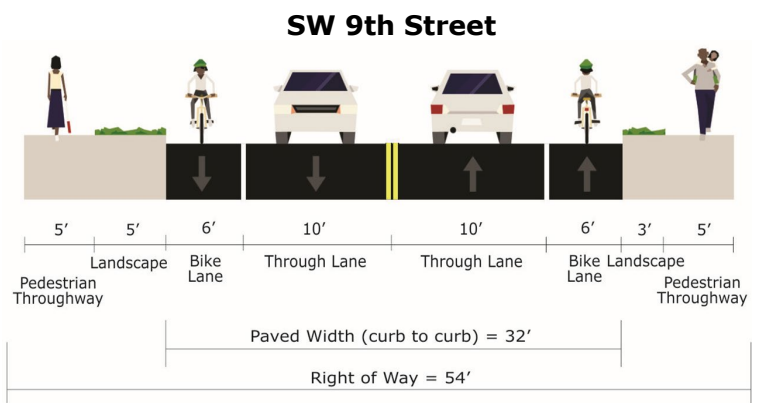 SW 9th Street
5’ 5’ 6’ 10’ 10’ 6’ 3’ 5’
Pedestrian
Throughway
Landscape
Bike
Lane
Through Lane
Through Lane
Bike
Lane
Landscape
Pedestrian
Throughway
Paved Width (curb to curb) = 32’
Right of Way = 54’